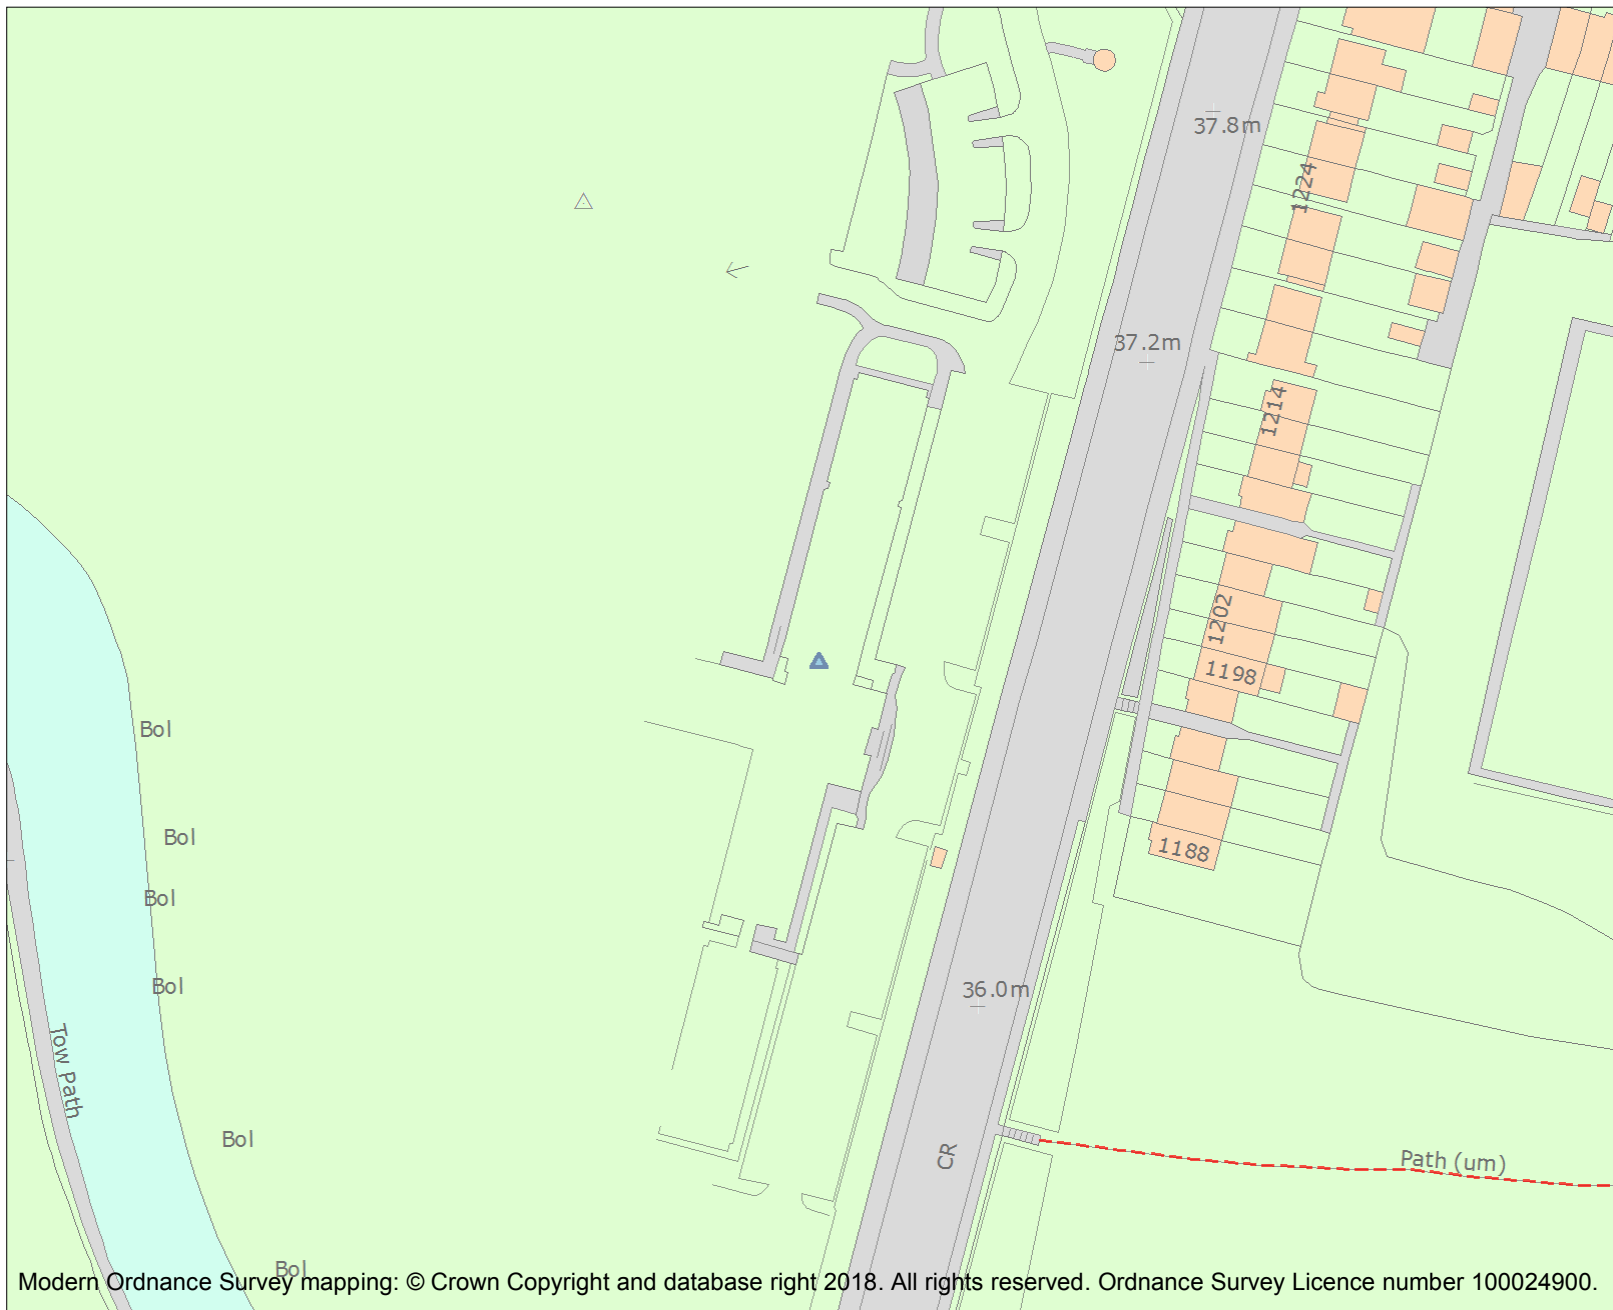 37.8m
1224
37.2m
1214
1202
1198
Bol
Bol
1188
Bol
Bol
36.0m
Tow Path
Bol
CR
Path (um)
Bol
Modern Ordnance Survey mapping: © Crown Copyright and database right 2018. All rights reserved. Ordnance Survey Licence number 100024900.